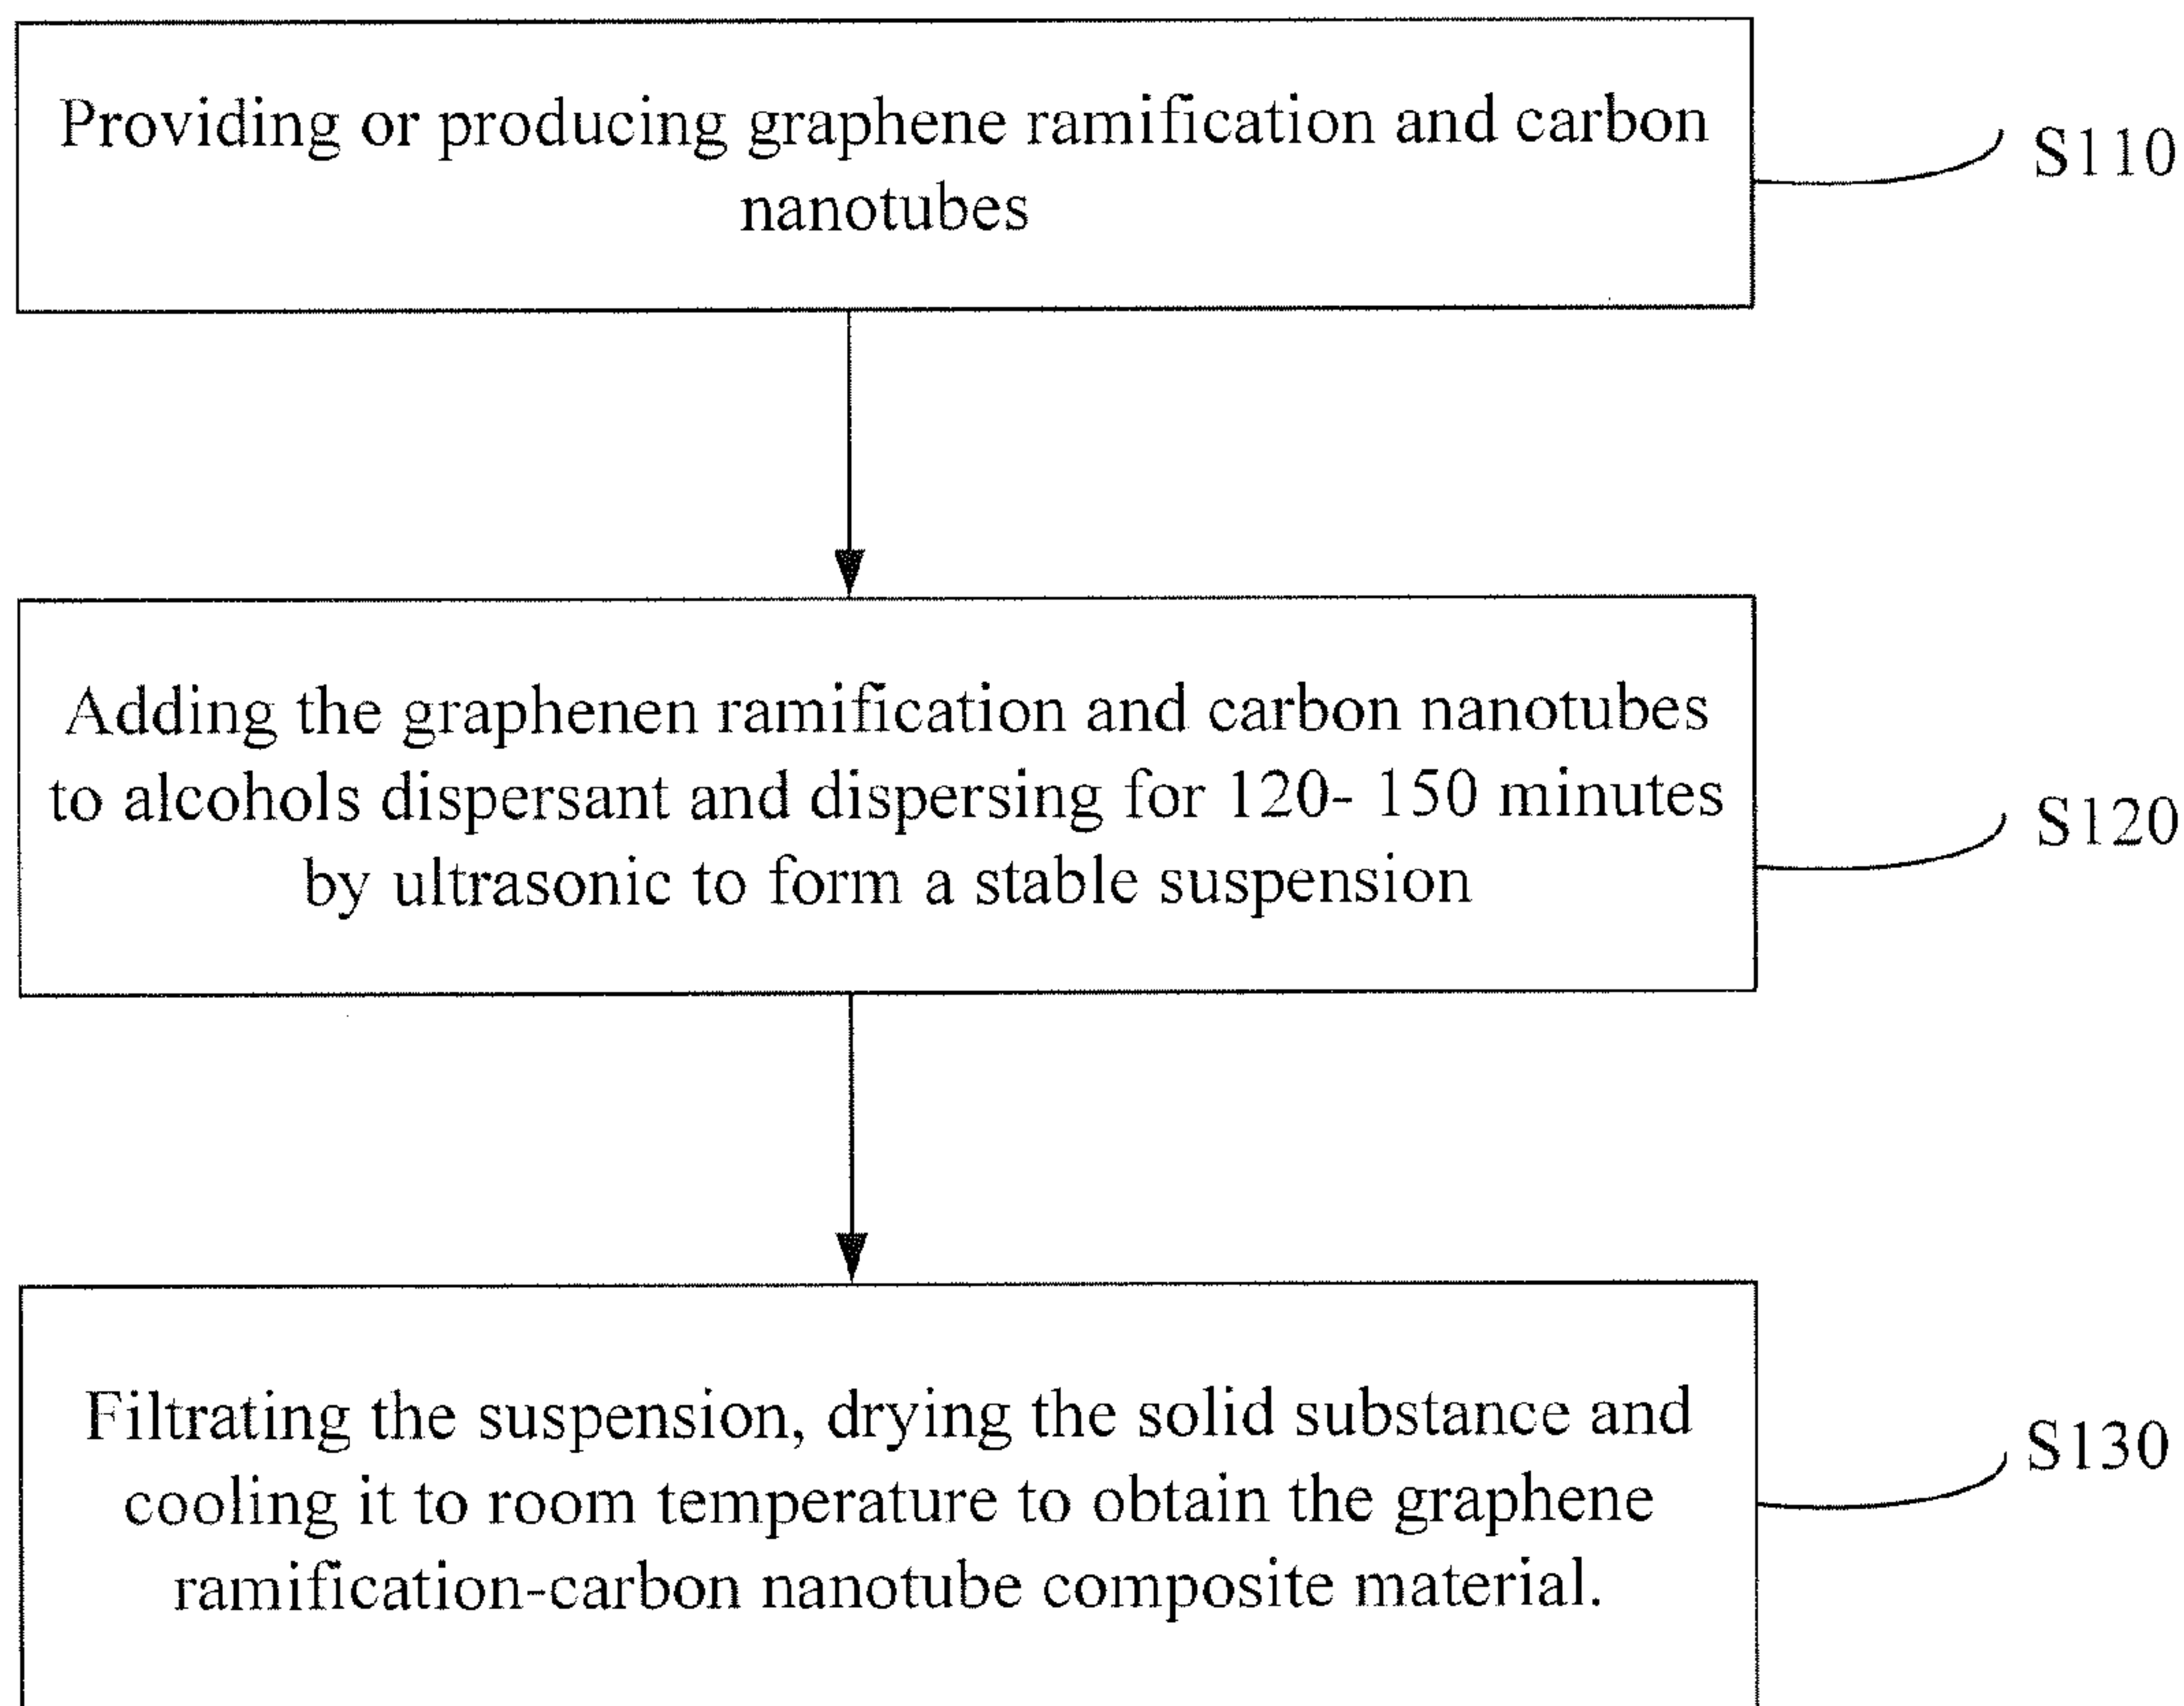 Providing or producing graphene ramification and carbon
nanotubes
S110
Adding the graphenen ramification and carbon nanotubes
to alcohols dispersant and dispersing for 120- 150 minutes
by ultrasonic to form a stable suspension
S120
Filtrating the suspension, drying the solid substance and
cooling it to room temperature to obtain the graphene
ramification-carbon nanotube composite material.
S130